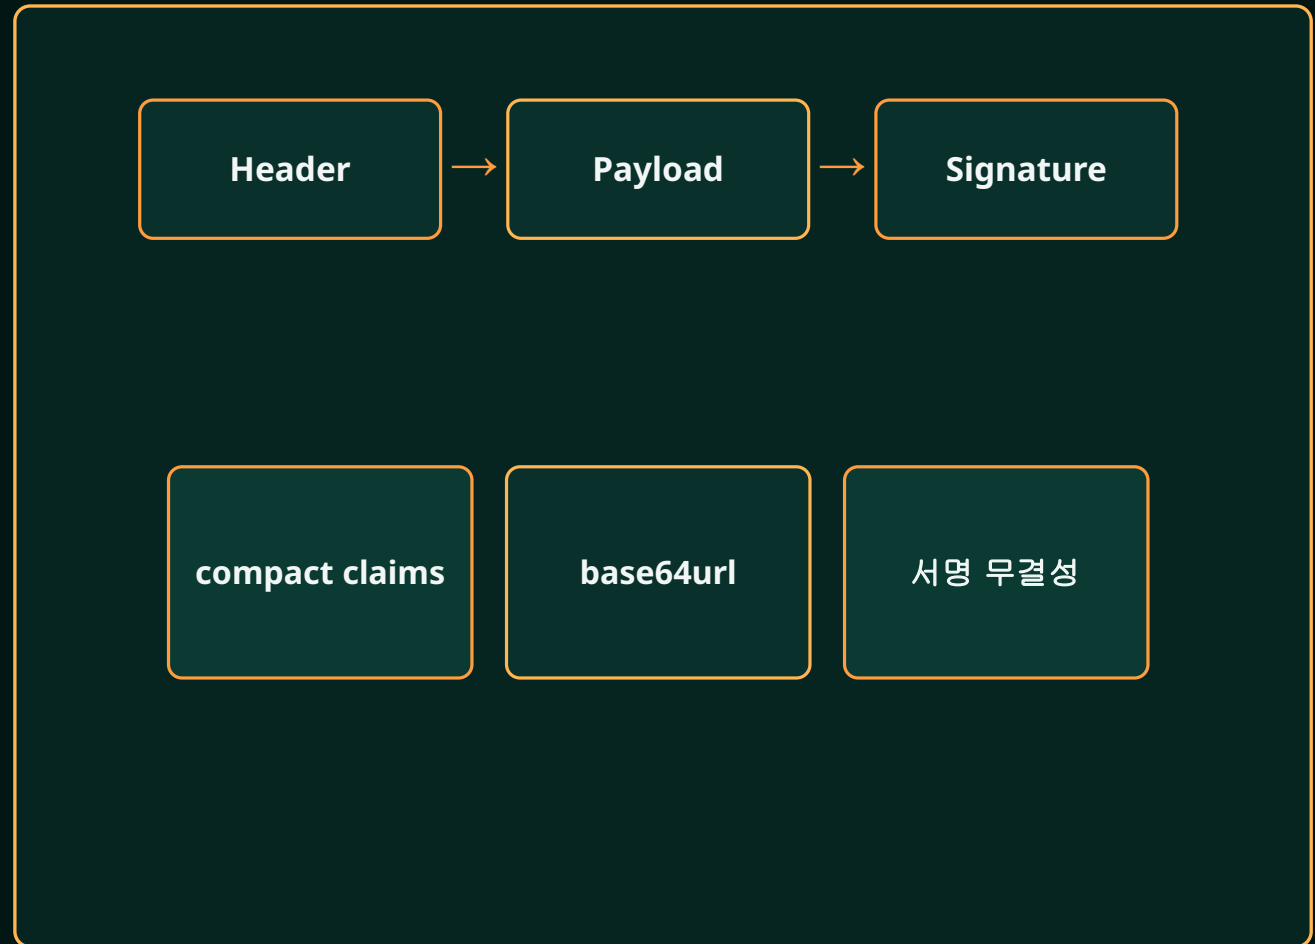 Header → Payload → Signature
compact claims
base64url
서명 무결성